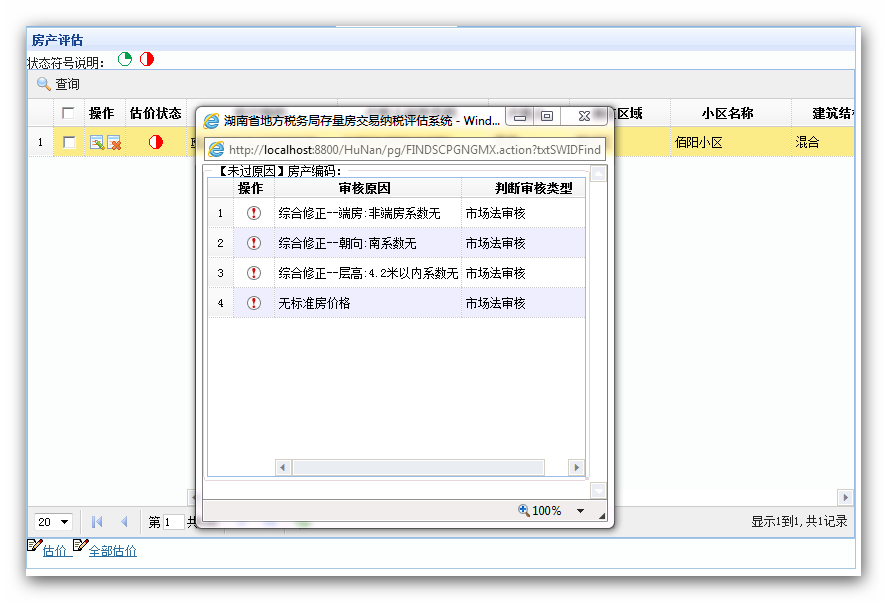 房产评估
状态符号说明：
查询
操作 估价状态 区域 小区名称 建筑结
1 佰阳小区 混合
湖南省地方税务局存量房交易纳税评估系统 - Wind...
http://localhost:8800/HuNan/pg/FINDSCPGNGMX.action?txtSWIDFind
【未过原因】房产编码：
操作 审核原因 判断审核类型
1 综合修正--端房:非端房系数无 市场法审核
2 综合修正--朝向:南系数无 市场法审核
3 综合修正--层高:4.2米以内系数无 市场法审核
4 无标准房价格 市场法审核
100%
20 第 1 共 显示1到1, 共1记录
估价 全部估价